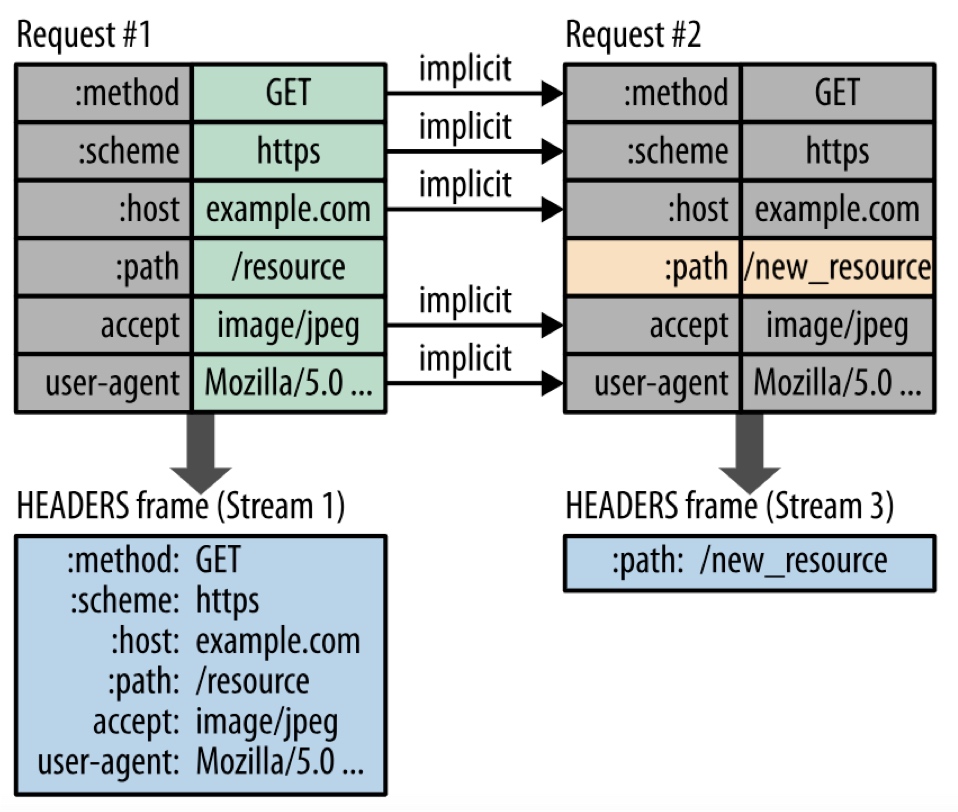 Request #1
:method GET
:scheme https
:host example.com
:path /resource
accept image/jpeg
user-agent Mozilla/5.0 ...
implicit
implicit
implicit
implicit
implicit
Request #2
:method GET
:scheme https
:host example.com
:path /new_resource
accept image/jpeg
user-agent Mozilla/5.0 ...
HEADERS frame (Stream 1)
:method: GET
:scheme: https
:host: example.com
:path: /resource
accept: image/jpeg
user-agent: Mozilla/5.0 ...
HEADERS frame (Stream 3)
:path: /new_resource